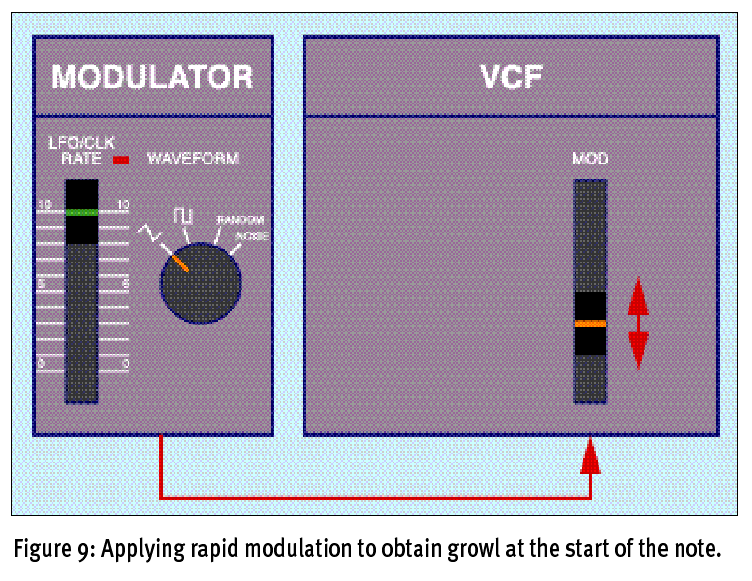 MODULATOR
VCF
LFO/CLK
RATE
WAVEFORM
MOD
RANDOM
NOISE
10 10
5 5
0 0
Figure 9: Applying rapid modulation to obtain growl at the start of the note.